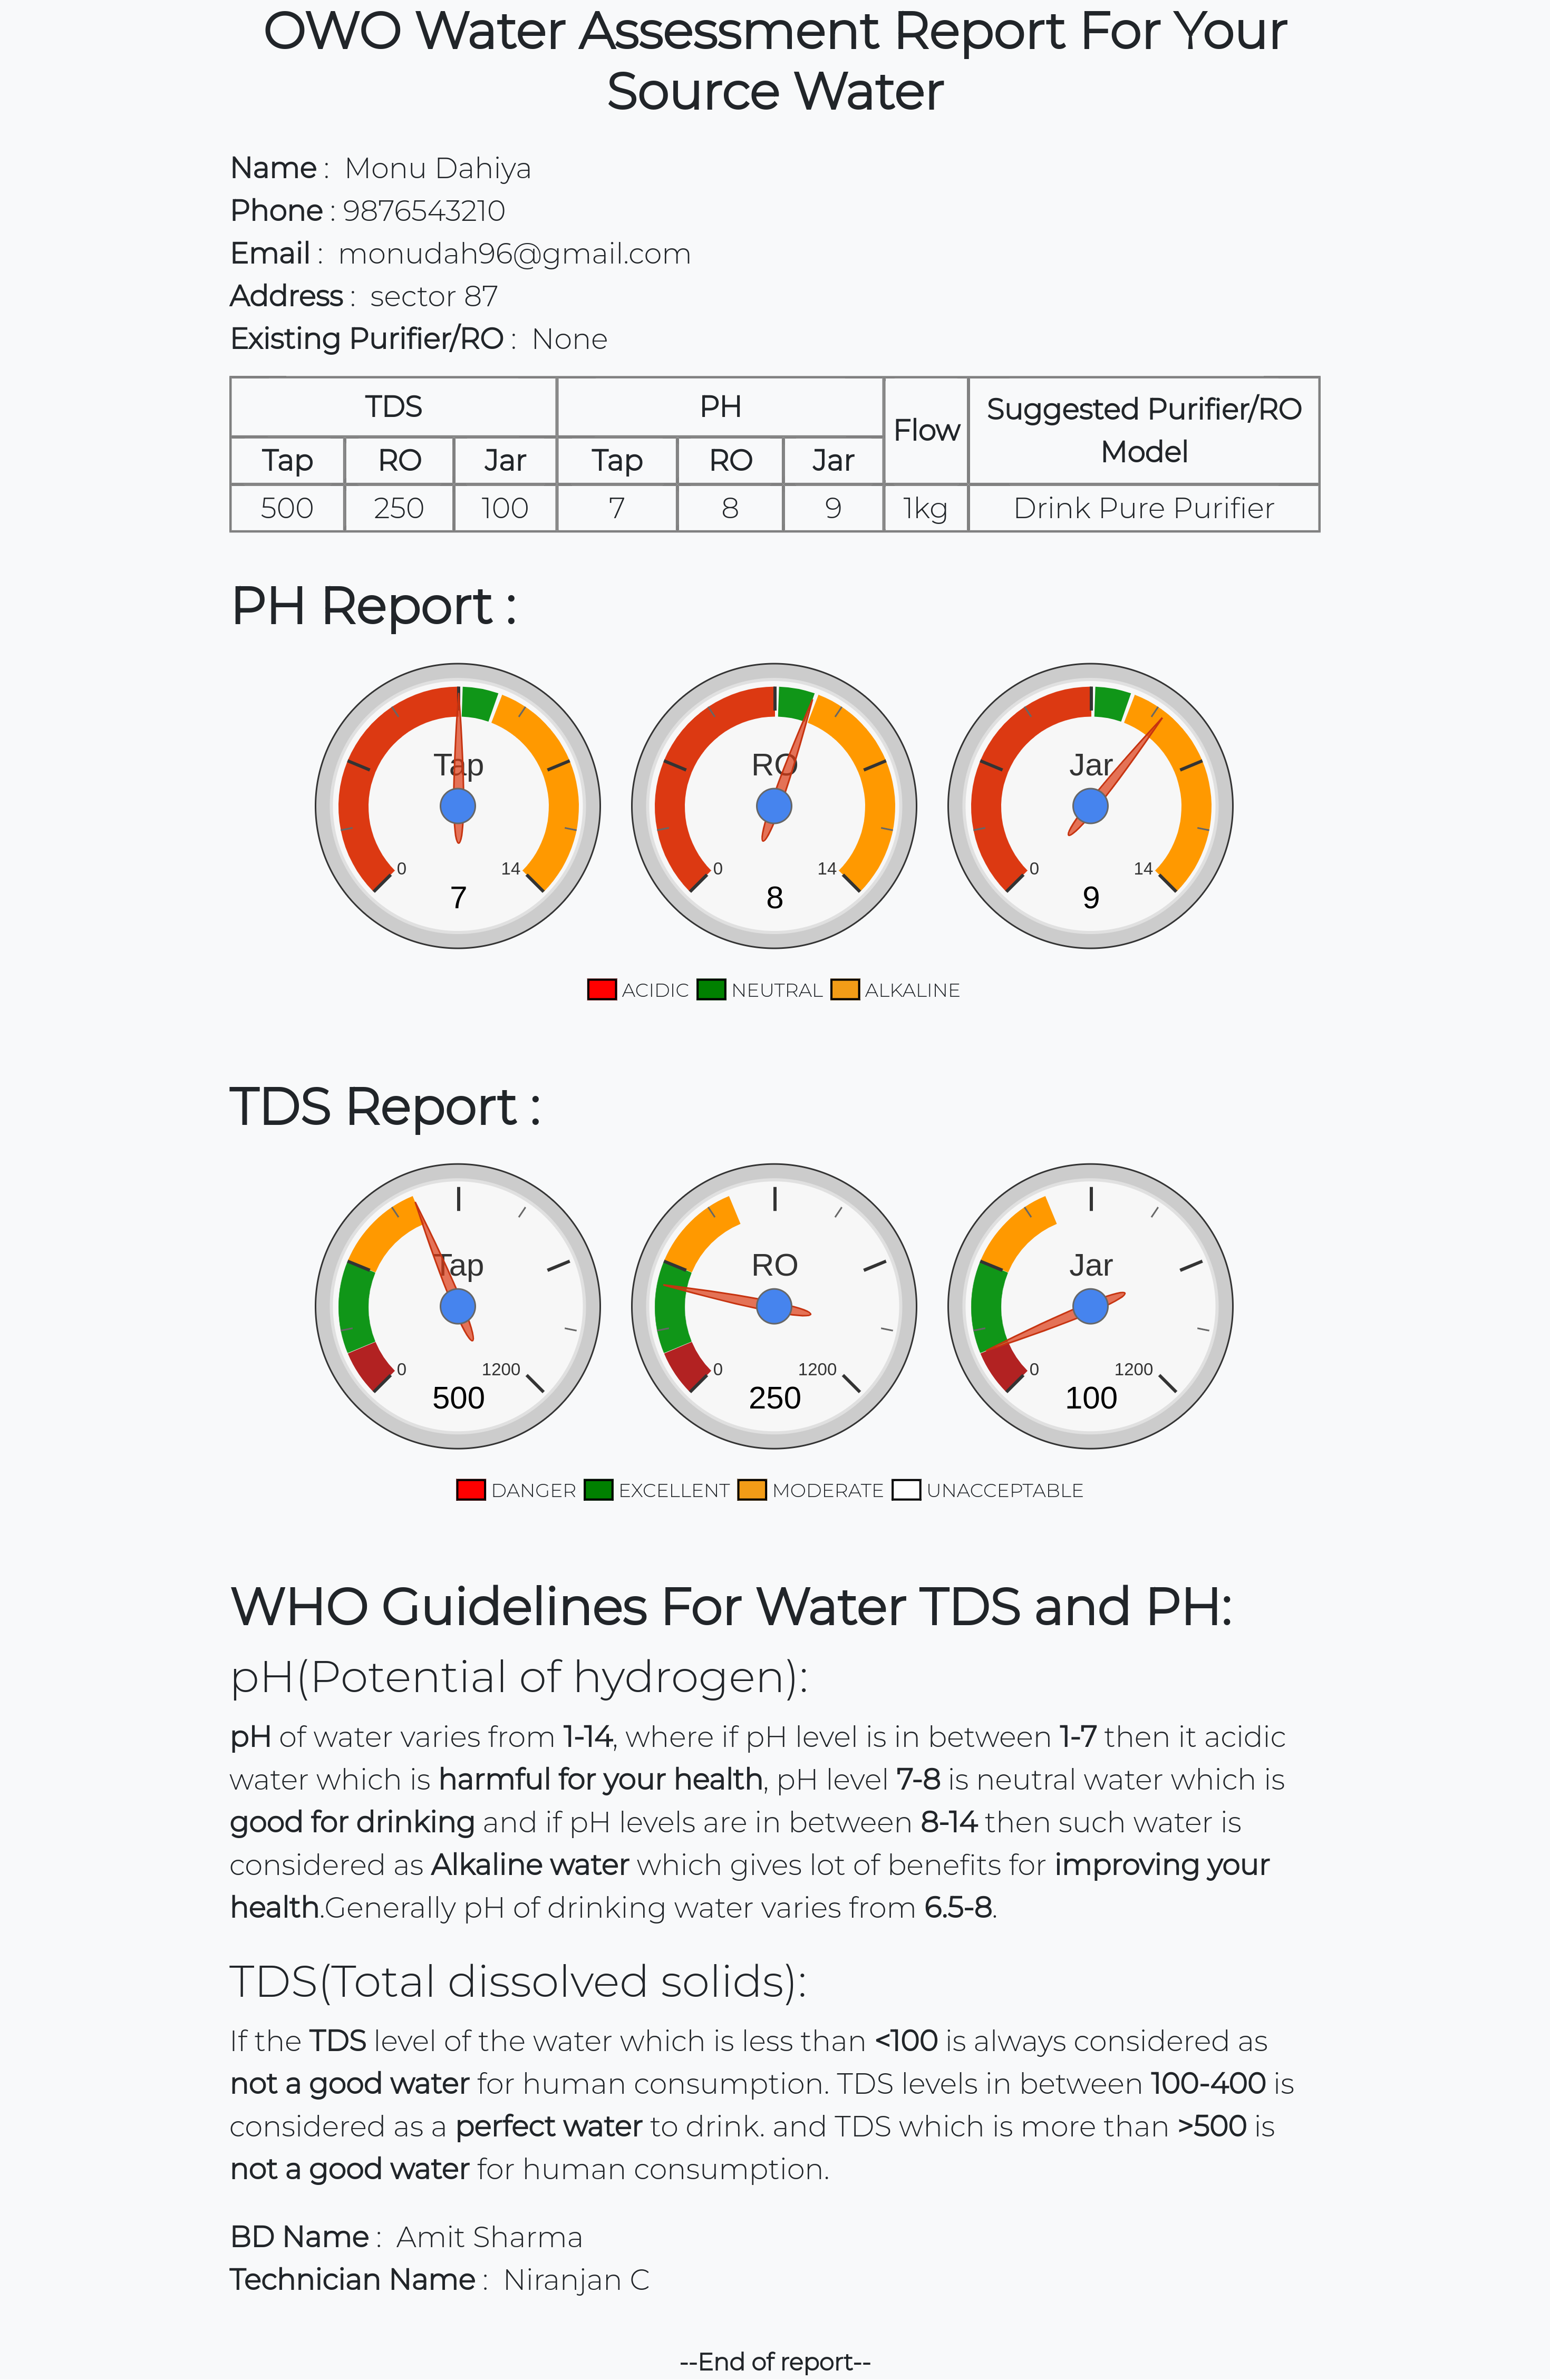 OWO Water Assessment Report For Your
Source Water
Name : Monu Dahiya
Phone : 9876543210
Email : monudah96@gmail.com
Address : sector 87
Existing Purifier/RO : None
TDS PH Flow Suggested Purifier/RO Model
Tap RO Jar Tap RO Jar
500 250 100 7 8 9 1kg Drink Pure Purifier
PH Report :
Tap RO Jar
0 14 0 14 0 14
7 8 9
ACIDIC NEUTRAL ALKALINE
TDS Report :
Tap RO Jar
0 1200 0 1200 0 1200
500 250 100
DANGER EXCELLENT MODERATE UNACCEPTABLE
WHO Guidelines For Water TDS and PH:
pH(Potential of hydrogen):
pH of water varies from 1-14, where if pH level is in between 1-7 then it acidic
water which is harmful for your health, pH level 7-8 is neutral water which is
good for drinking and if pH levels are in between 8-14 then such water is
considered as Alkaline water which gives lot of benefits for improving your
health.Generally pH of drinking water varies from 6.5-8.
TDS(Total dissolved solids):
If the TDS level of the water which is less than <100 is always considered as
not a good water for human consumption. TDS levels in between 100-400 is
considered as a perfect water to drink. and TDS which is more than >500 is
not a good water for human consumption.
BD Name : Amit Sharma
Technician Name : Niranjan C
--End of report--